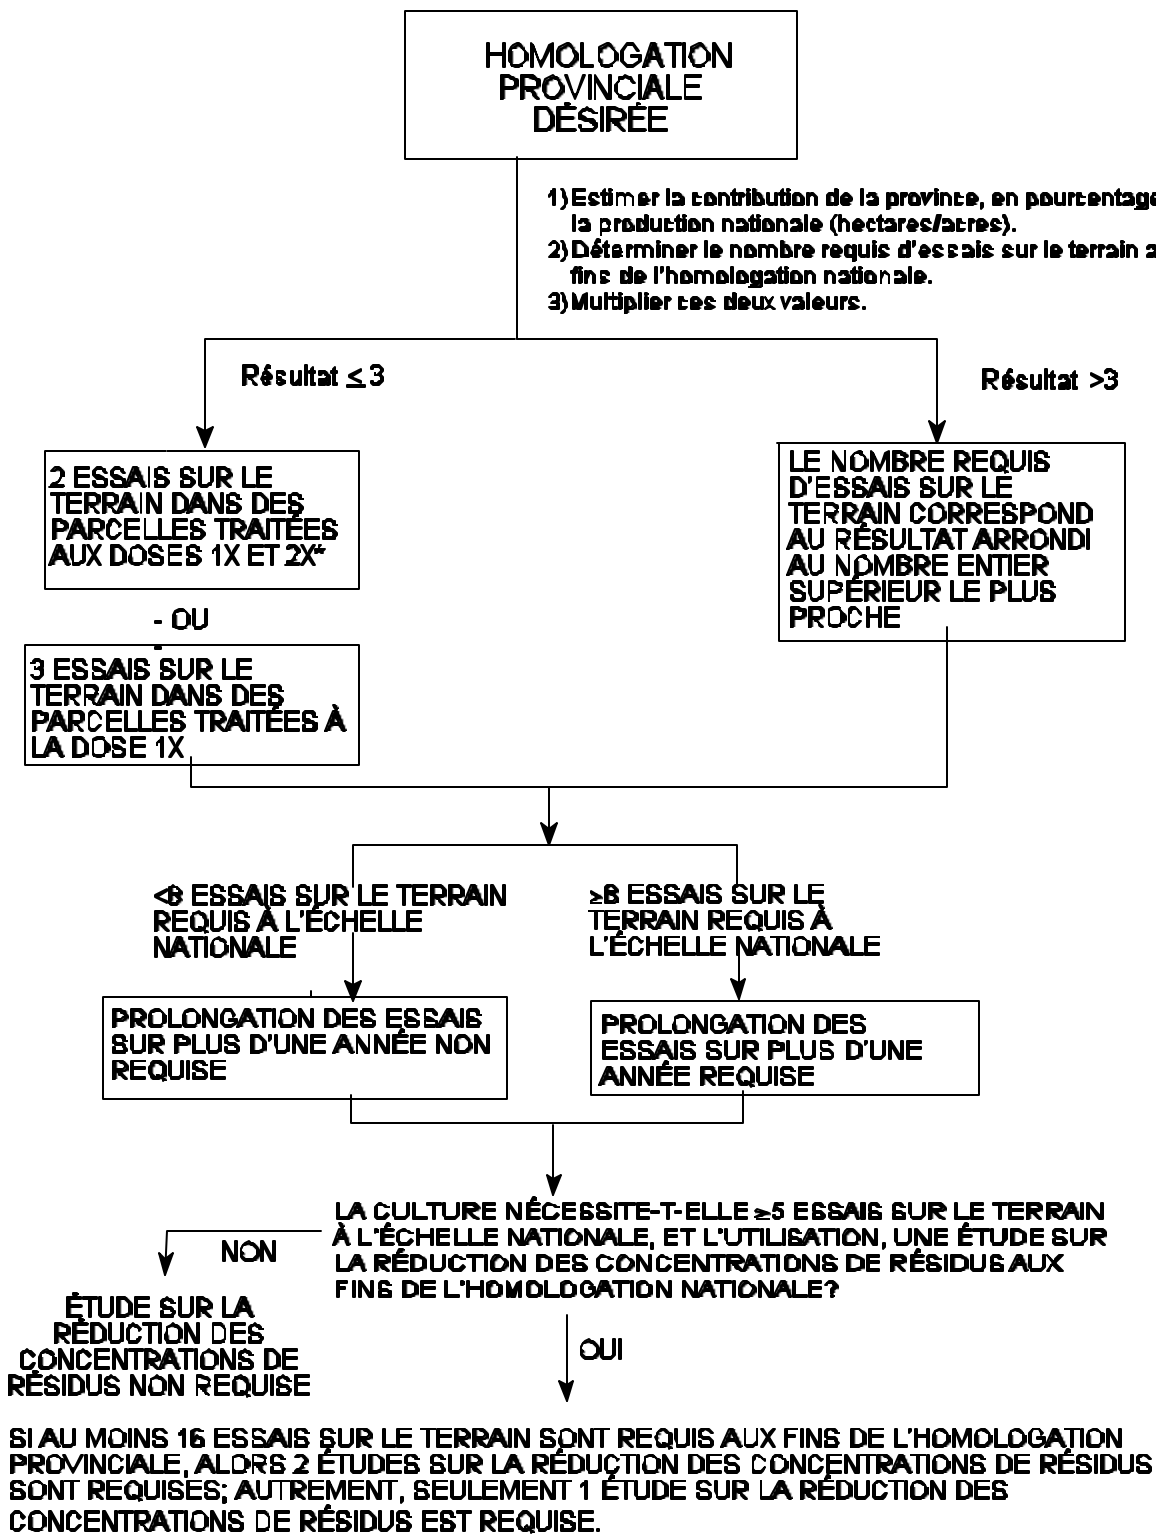 HOMOLOGATION
PROVINCIALE
DÉSIRÉE
1) Estimer la contribution de la province, en pourcentage
la production nationale (hectares/acres).
2) Déterminer le nombre requis d'essais sur le terrain a
fins de l'homologation nationale.
3) Multiplier ces deux valeurs.
Résultat ≤ 3
Résultat >3
2 ESSAIS SUR LE
TERRAIN DANS DES
PARCELLES TRAITÉES
AUX DOSES 1X ET 2X*
- OU
-
3 ESSAIS SUR LE
TERRAIN DANS DES
PARCELLES TRAITÉES À
LA DOSE 1X
LE NOMBRE REQUIS
D'ESSAIS SUR LE
TERRAIN CORRESPOND
AU RÉSULTAT ARRONDI
AU NOMBRE ENTIER
SUPÉRIEUR LE PLUS
PROCHE
<8 ESSAIS SUR LE TERRAIN
REQUIS À L'ÉCHELLE
NATIONALE
≥8 ESSAIS SUR LE
TERRAIN REQUIS À
L'ÉCHELLE NATIONALE
PROLONGATION DES ESSAIS
SUR PLUS D'UNE ANNÉE NON
REQUISE
PROLONGATION DES
ESSAIS SUR PLUS D'UNE
ANNÉE REQUISE
LA CULTURE NÉCESSITE-T-ELLE ≥5 ESSAIS SUR LE TERRAIN
À L'ÉCHELLE NATIONALE, ET L'UTILISATION, UNE ÉTUDE SUR
LA RÉDUCTION DES CONCENTRATIONS DE RÉSIDUS AUX
FINS DE L'HOMOLOGATION NATIONALE?
NON
ÉTUDE SUR LA
RÉDUCTION DES
CONCENTRATIONS DE
RÉSIDUS NON REQUISE
OUI
SI AU MOINS 16 ESSAIS SUR LE TERRAIN SONT REQUIS AUX FINS DE L'HOMOLOGATION
PROVINCIALE, ALORS 2 ÉTUDES SUR LA RÉDUCTION DES CONCENTRATIONS DE RÉSIDUS
SONT REQUISES; AUTREMENT, SEULEMENT 1 ÉTUDE SUR LA RÉDUCTION DES
CONCENTRATIONS DE RÉSIDUS EST REQUISE.